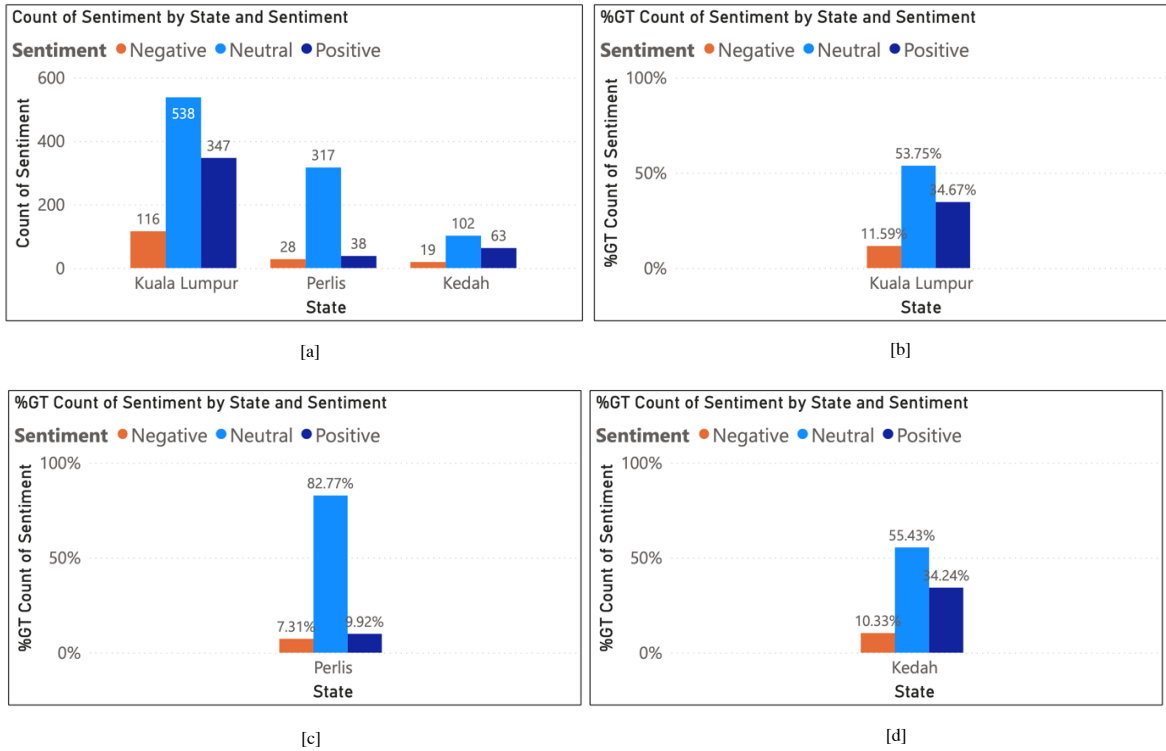 Count of Sentiment by State and Sentiment
Sentiment Negative Neutral Positive
Count of Sentiment
600
400
200
0
116
538
347
28
317
38
19
102
63
Kuala Lumpur Perlis Kedah
State
[a]
%GT Count of Sentiment by State and Sentiment
Sentiment Negative Neutral Positive
%GT Count of Sentiment
100%
50%
0%
11.59%
53.75%
34.67%
Kuala Lumpur
State
[b]
%GT Count of Sentiment by State and Sentiment
Sentiment Negative Neutral Positive
%GT Count of Sentiment
100%
50%
0%
7.31%
82.77%
9.92%
Perlis
State
[c]
%GT Count of Sentiment by State and Sentiment
Sentiment Negative Neutral Positive
%GT Count of Sentiment
100%
50%
0%
10.33%
55.43%
34.24%
Kedah
State
[d]